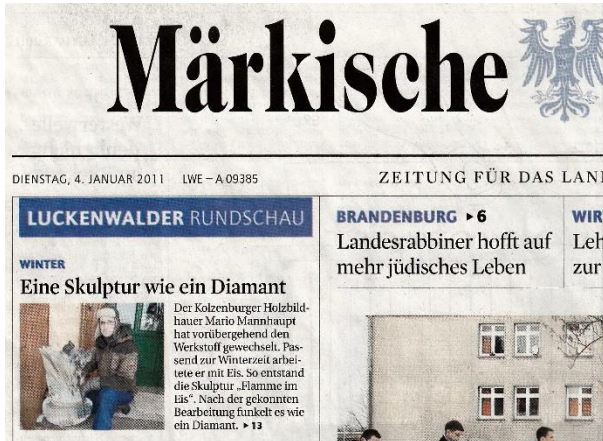 Märkische
DIENSTAG, 4. JANUAR 2011 LWE – A 09385 ZEITUNG FÜR DAS LAN
LUCKENWALDER RUNDSCHAU
WINTER
Eine Skulptur wie ein Diamant
Der Kolzenburger Holzbild-
hauer Mario Mannhaupt
hat vorübergehend den
Werkstoff gewechselt. Pas-
send zur Winterzeit arbei-
tete er mit Eis. So entstand
die Skulptur „Flamme im
Eis“. Nach der gekonnten
Bearbeitung funkelt es wie
ein Diamant. ▸ 13
BRANDENBURG ▸ 6
Landesrabbiner hofft auf
mehr jüdisches Leben
WIR
Leh
zur